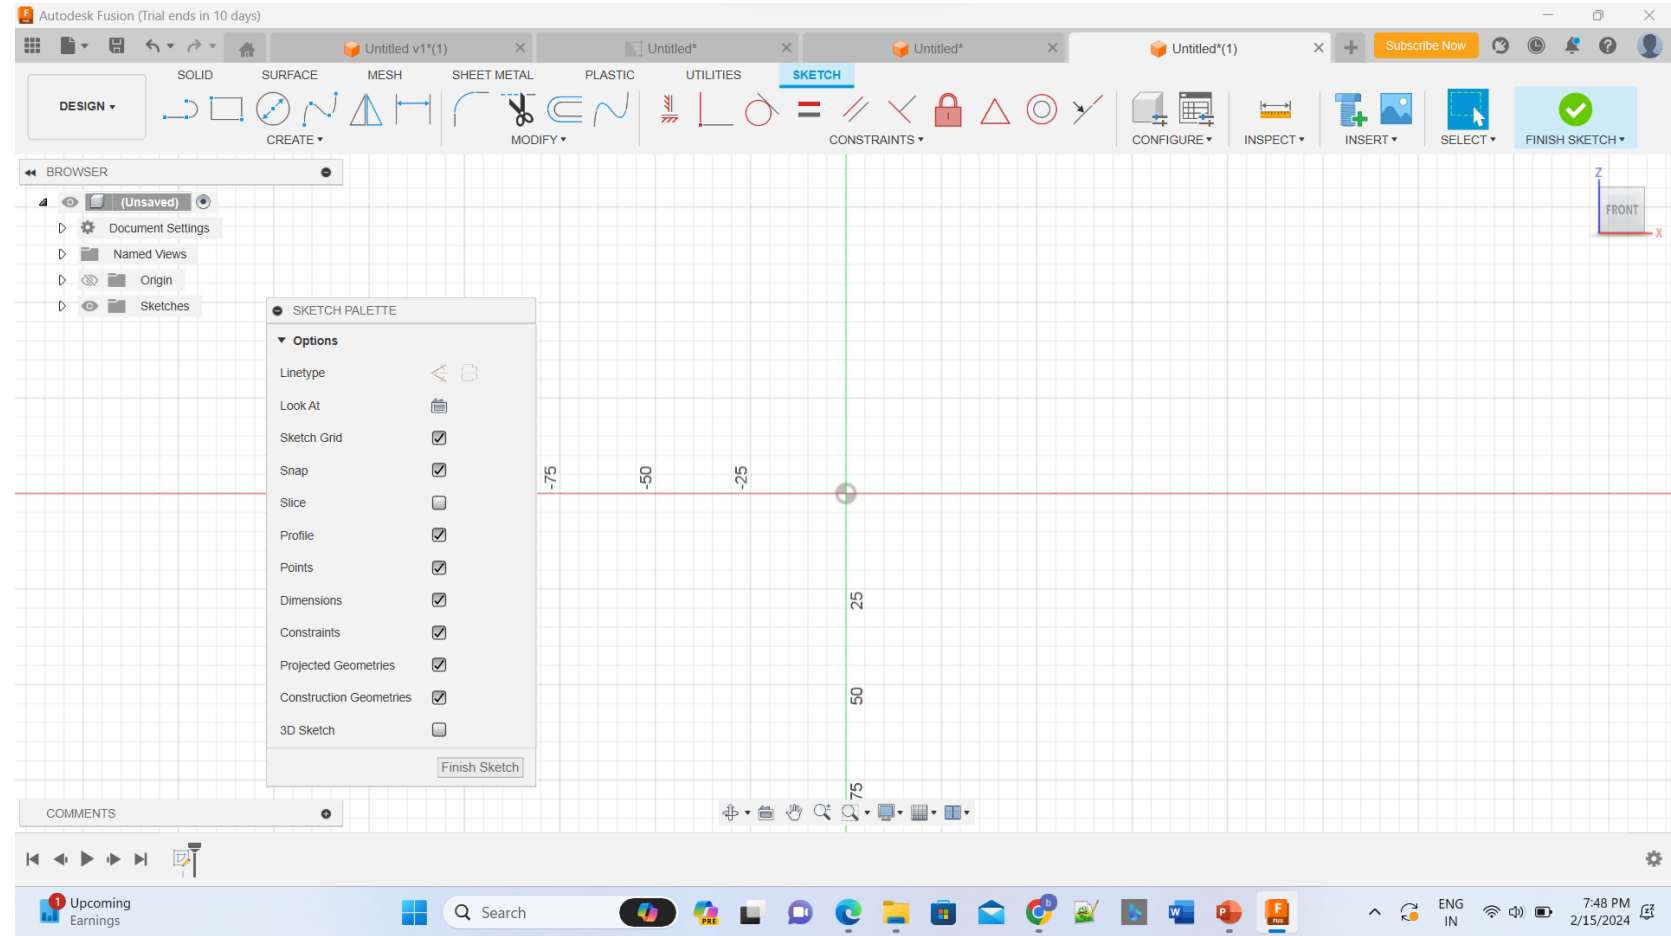 Autodesk Fusion (Trial ends in 10 days)
Untitled v1*(1)
Untitled*
Untitled*
Untitled*(1)
Subscribe Now
SOLID
SURFACE
MESH
SHEET METAL
PLASTIC
UTILITIES
SKETCH
DESIGN
CREATE
MODIFY
CONSTRAINTS
CONFIGURE
INSPECT
INSERT
SELECT
FINISH SKETCH
BROWSER
(Unsaved)
Document Settings
Named Views
Origin
Sketches
Z
FRONT
X
SKETCH PALETTE
Options
Linetype
Look At
Sketch Grid
Snap
Slice
Profile
Points
Dimensions
Constraints
Projected Geometries
Construction Geometries
3D Sketch
Finish Sketch
-75
-50
-25
25
50
75
COMMENTS
1
Upcoming
Earnings
Search
PRE
ENG
IN
7:48 PM
2/15/2024